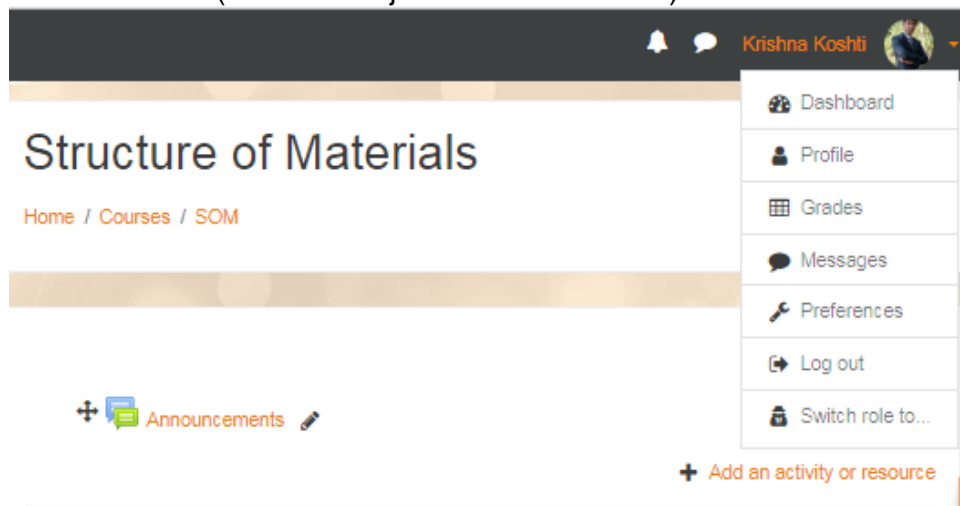 Krishna Koshti
Dashboard
Structure of Materials
Profile
Home / Courses / SOM
Grades
Messages
Preferences
Log out
Announcements
Switch role to...
Add an activity or resource